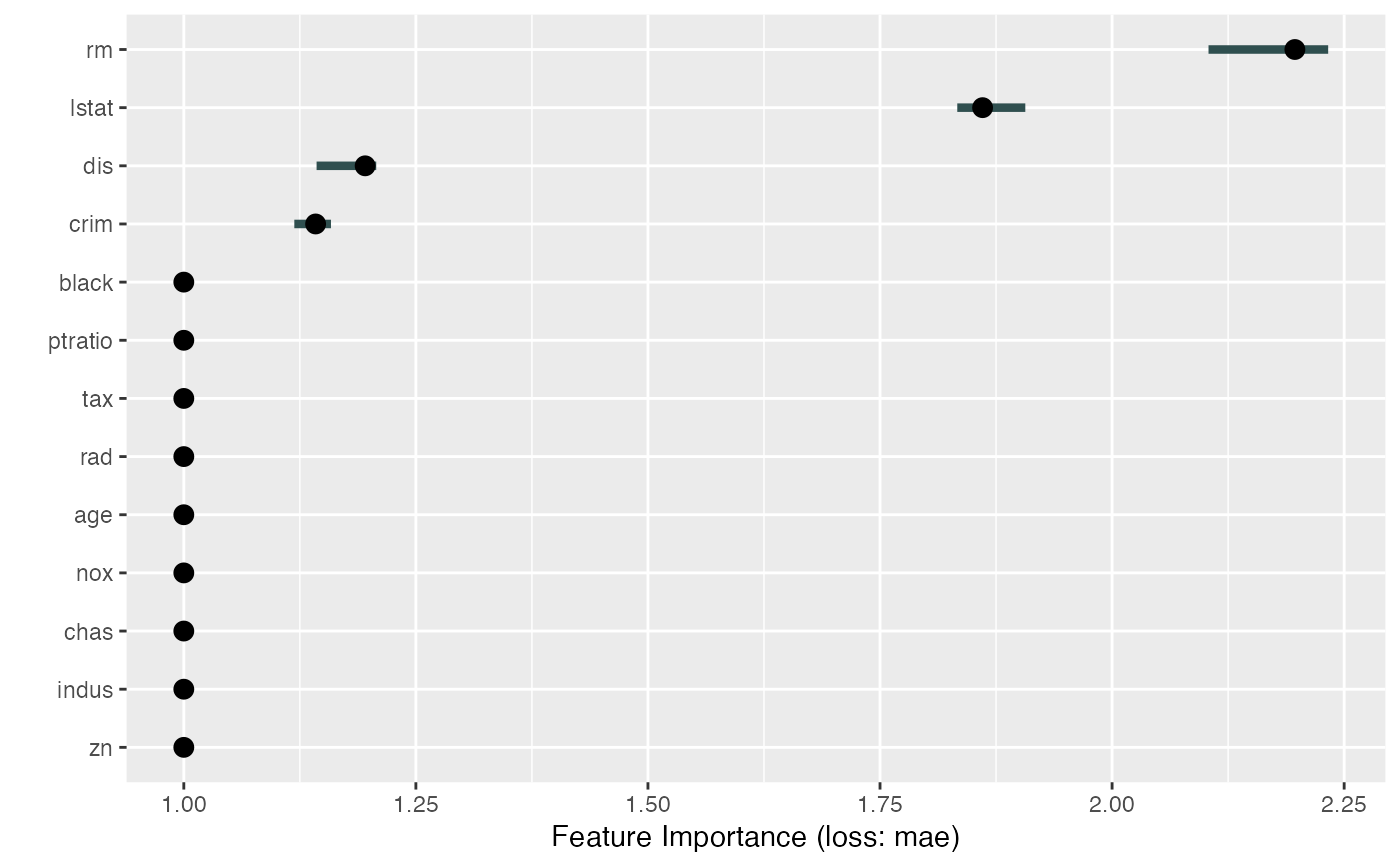 rm
lstat
dis
crim
black
ptratio
tax
rad
age
nox
chas
indus
zn
1.00 1.25 1.50 1.75 2.00 2.25
Feature Importance (loss: mae)